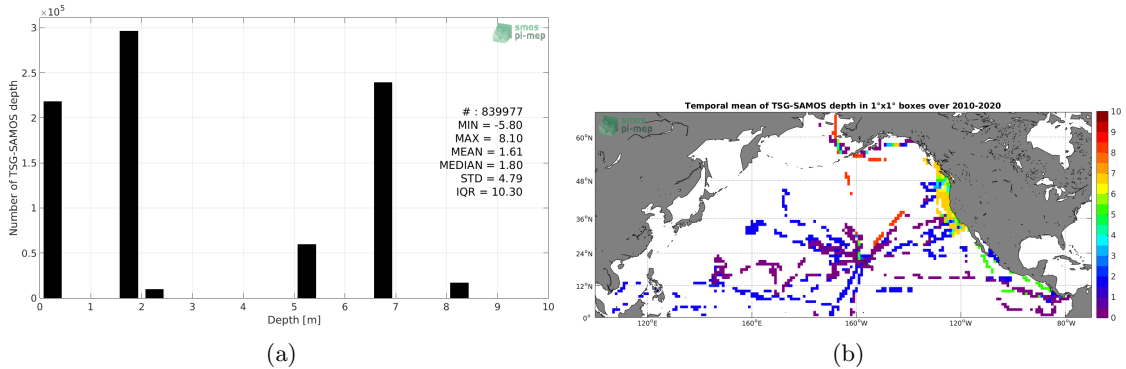 ×10⁵
3
2.5
2
1.5
1
0.5
0
Number of TSG-SAMOS depth
smos
pi-mep
# : 839977
MIN = -5.80
MAX = 8.10
MEAN = 1.61
MEDIAN = 1.80
STD = 4.79
IQR = 10.30
0 1 2 3 4 5 6 7 8 9 10
Depth [m]
(a)
Temporal mean of TSG-SAMOS depth in 1°x1° boxes over 2010-2020
smos
pi-mep
60°N
48°N
36°N
24°N
12°N
0°
120°E 160°E 160°W 120°W 80°W
10
9
8
7
6
5
4
3
2
1
0
(b)